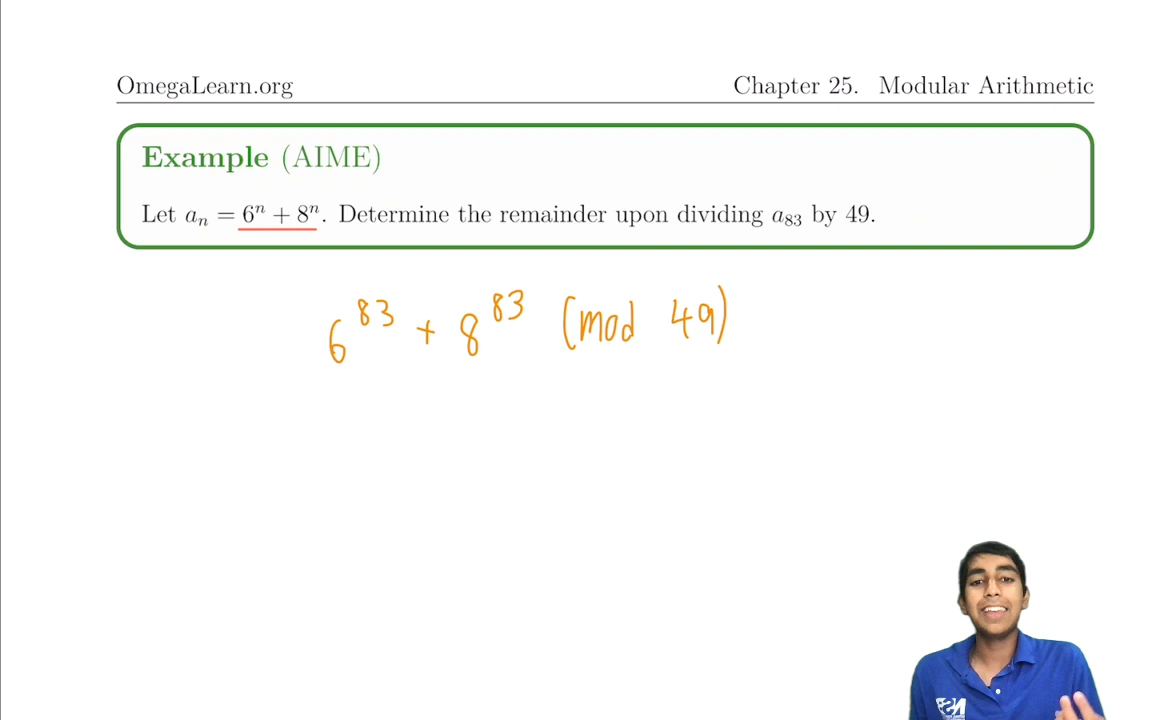 OmegaLearn.org
Chapter 25. Modular Arithmetic
Example (AIME)
Let aₙ = 6ⁿ + 8ⁿ. Determine the remainder upon dividing a₈₃ by 49.
6⁸³ + 8⁸³ (mod 49)